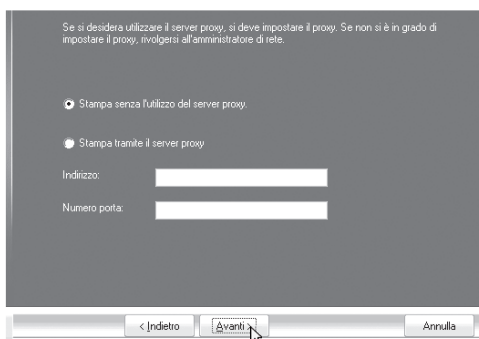 Se si desidera utilizzare il server proxy, si deve impostare il proxy. Se non si è in grado di
impostare il proxy, rivolgersi all'amministratore di rete.
Stampa senza l'utilizzo del server proxy.
Stampa tramite il server proxy
Indirizzo:
Numero porta:
< Indietro
Avanti >
Annulla